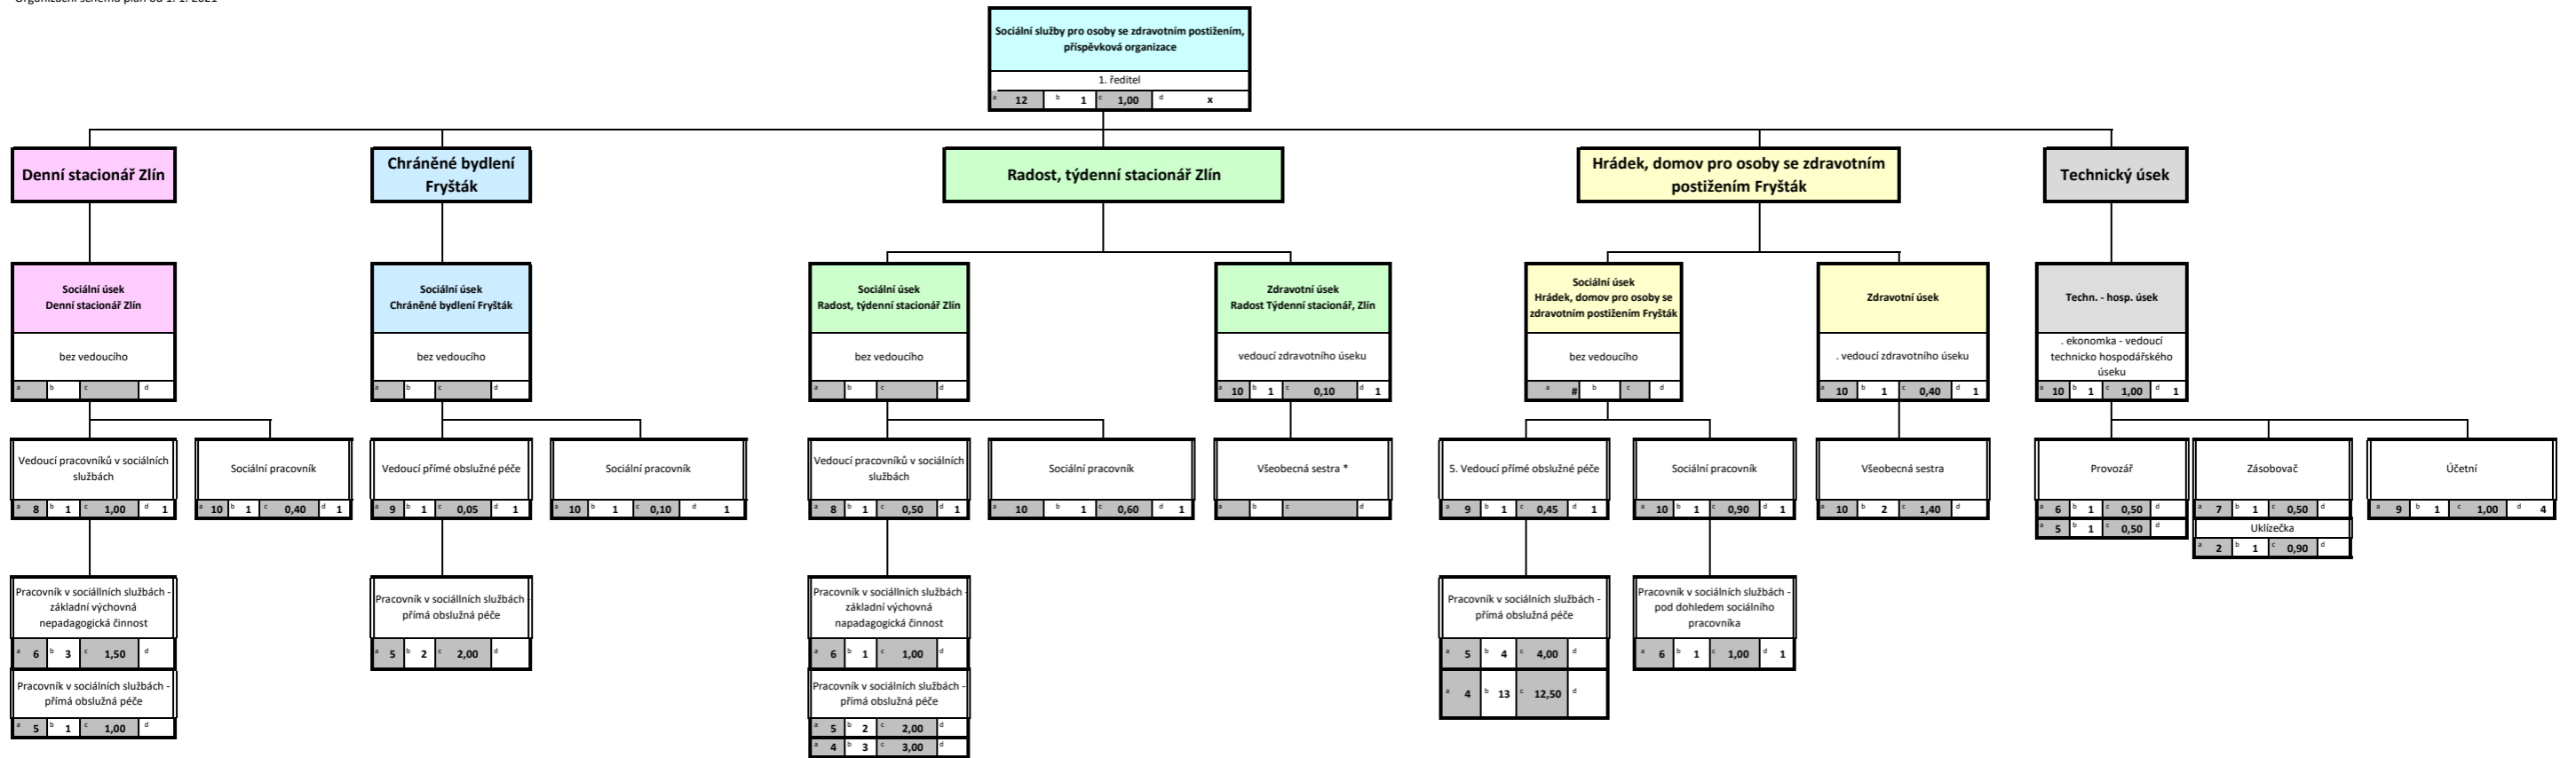 Organizační schéma plán od 1. 1. 2021
Sociální služby pro osoby se zdravotním postižením,
příspěvková organizace
1. ředitel
a 12 b 1 c 1,00 d x
Denní stacionář Zlín
Chráněné bydlení
Fryšták
Radost, týdenní stacionář Zlín
Hrádek, domov pro osoby se zdravotním
postižením Fryšták
Technický úsek
Sociální úsek
Denní stacionář Zlín
bez vedoucího
a b c d
Sociální úsek
Chráněné bydlení Fryšták
bez vedoucího
a b c d
Sociální úsek
Radost, týdenní stacionář Zlín
bez vedoucího
a b c d
Zdravotní úsek
Radost Týdenní stacionář, Zlín
vedoucí zdravotního úseku
a 10 b 1 c 0,10 d 1
Sociální úsek
Hrádek, domov pro osoby se
zdravotním postižením Fryšták
bez vedoucího
a # b c d
Zdravotní úsek
. vedoucí zdravotního úseku
a 10 b 1 c 0,40 d 1
Techn. - hosp. úsek
. ekonomka - vedoucí
technicko hospodářského
úseku
a 10 b 1 c 1,00 d 1
Vedoucí pracovníků v sociálních
službách
a 8 b 1 c 1,00 d 1
Sociální pracovník
a 10 b 1 c 0,40 d 1
Vedoucí přímé obslužné péče
a 9 b 1 c 0,05 d 1
Sociální pracovník
a 10 b 1 c 0,10 d 1
Vedoucí pracovníků v sociálních
službách
a 8 b 1 c 0,50 d 1
Sociální pracovník
a 10 b 1 c 0,60 d 1
Všeobecná sestra *
a b c d
5. Vedoucí přímé obslužné péče
a 9 b 1 c 0,45 d 1
Sociální pracovník
a 10 b 1 c 0,90 d 1
Všeobecná sestra
a 10 b 2 c 1,40 d
Provozář
a 6 b 1 c 0,50 d
a 5 b 1 c 0,50 d
Zásobovač
a 7 b 1 c 0,50 d
Uklízečka
a 2 b 1 c 0,90 d
Účetní
a 9 b 1 c 1,00 d 4
Pracovník v sociállních službách -
základní výchovná
nepadagogická činnost
a 6 b 3 c 1,50 d
Pracovník v sociálních službách -
přímá obslužná péče
a 5 b 1 c 1,00 d
Pracovník v sociálních službách -
přímá obslužná péče
a 5 b 2 c 2,00 d
Pracovník v sociálních službách -
základní výchovná
napadagogická činnost
a 6 b 1 c 1,00 d
Pracovník v sociálních službách -
přímá obslužná péče
a 5 b 2 c 2,00 d
a 4 b 3 c 3,00 d
Pracovník v sociálních službách -
přímá obslužná péče
a 5 b 4 c 4,00 d
a 4 b 13 c 12,50 d
Pracovník v sociálních službách -
pod dohledem sociálního
pracovníka
a 6 b 1 c 1,00 d 1